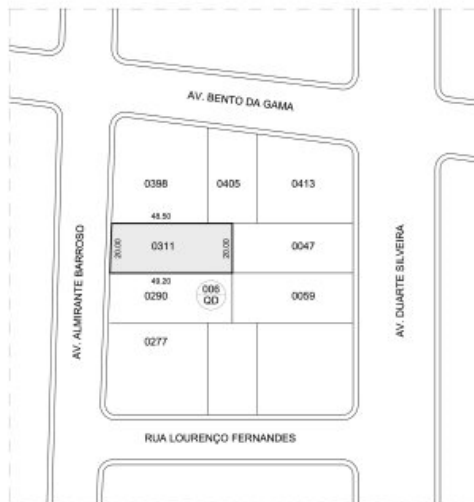 AV. BENTO DA GAMA
0398
0405
0413
48.50
20.00
0311
20.00
0047
AV. ALMIRANTE BARROSO
AV. DUARTE SILVEIRA
49.20
0290
006
QD
0059
0277
RUA LOURENÇO FERNANDES